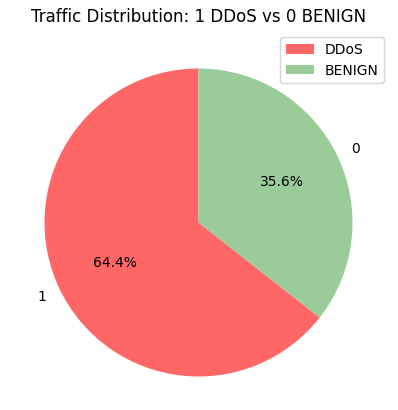 Traffic Distribution: 1 DDoS vs 0 BENIGN
DDoS
BENIGN
0
35.6%
64.4%
1